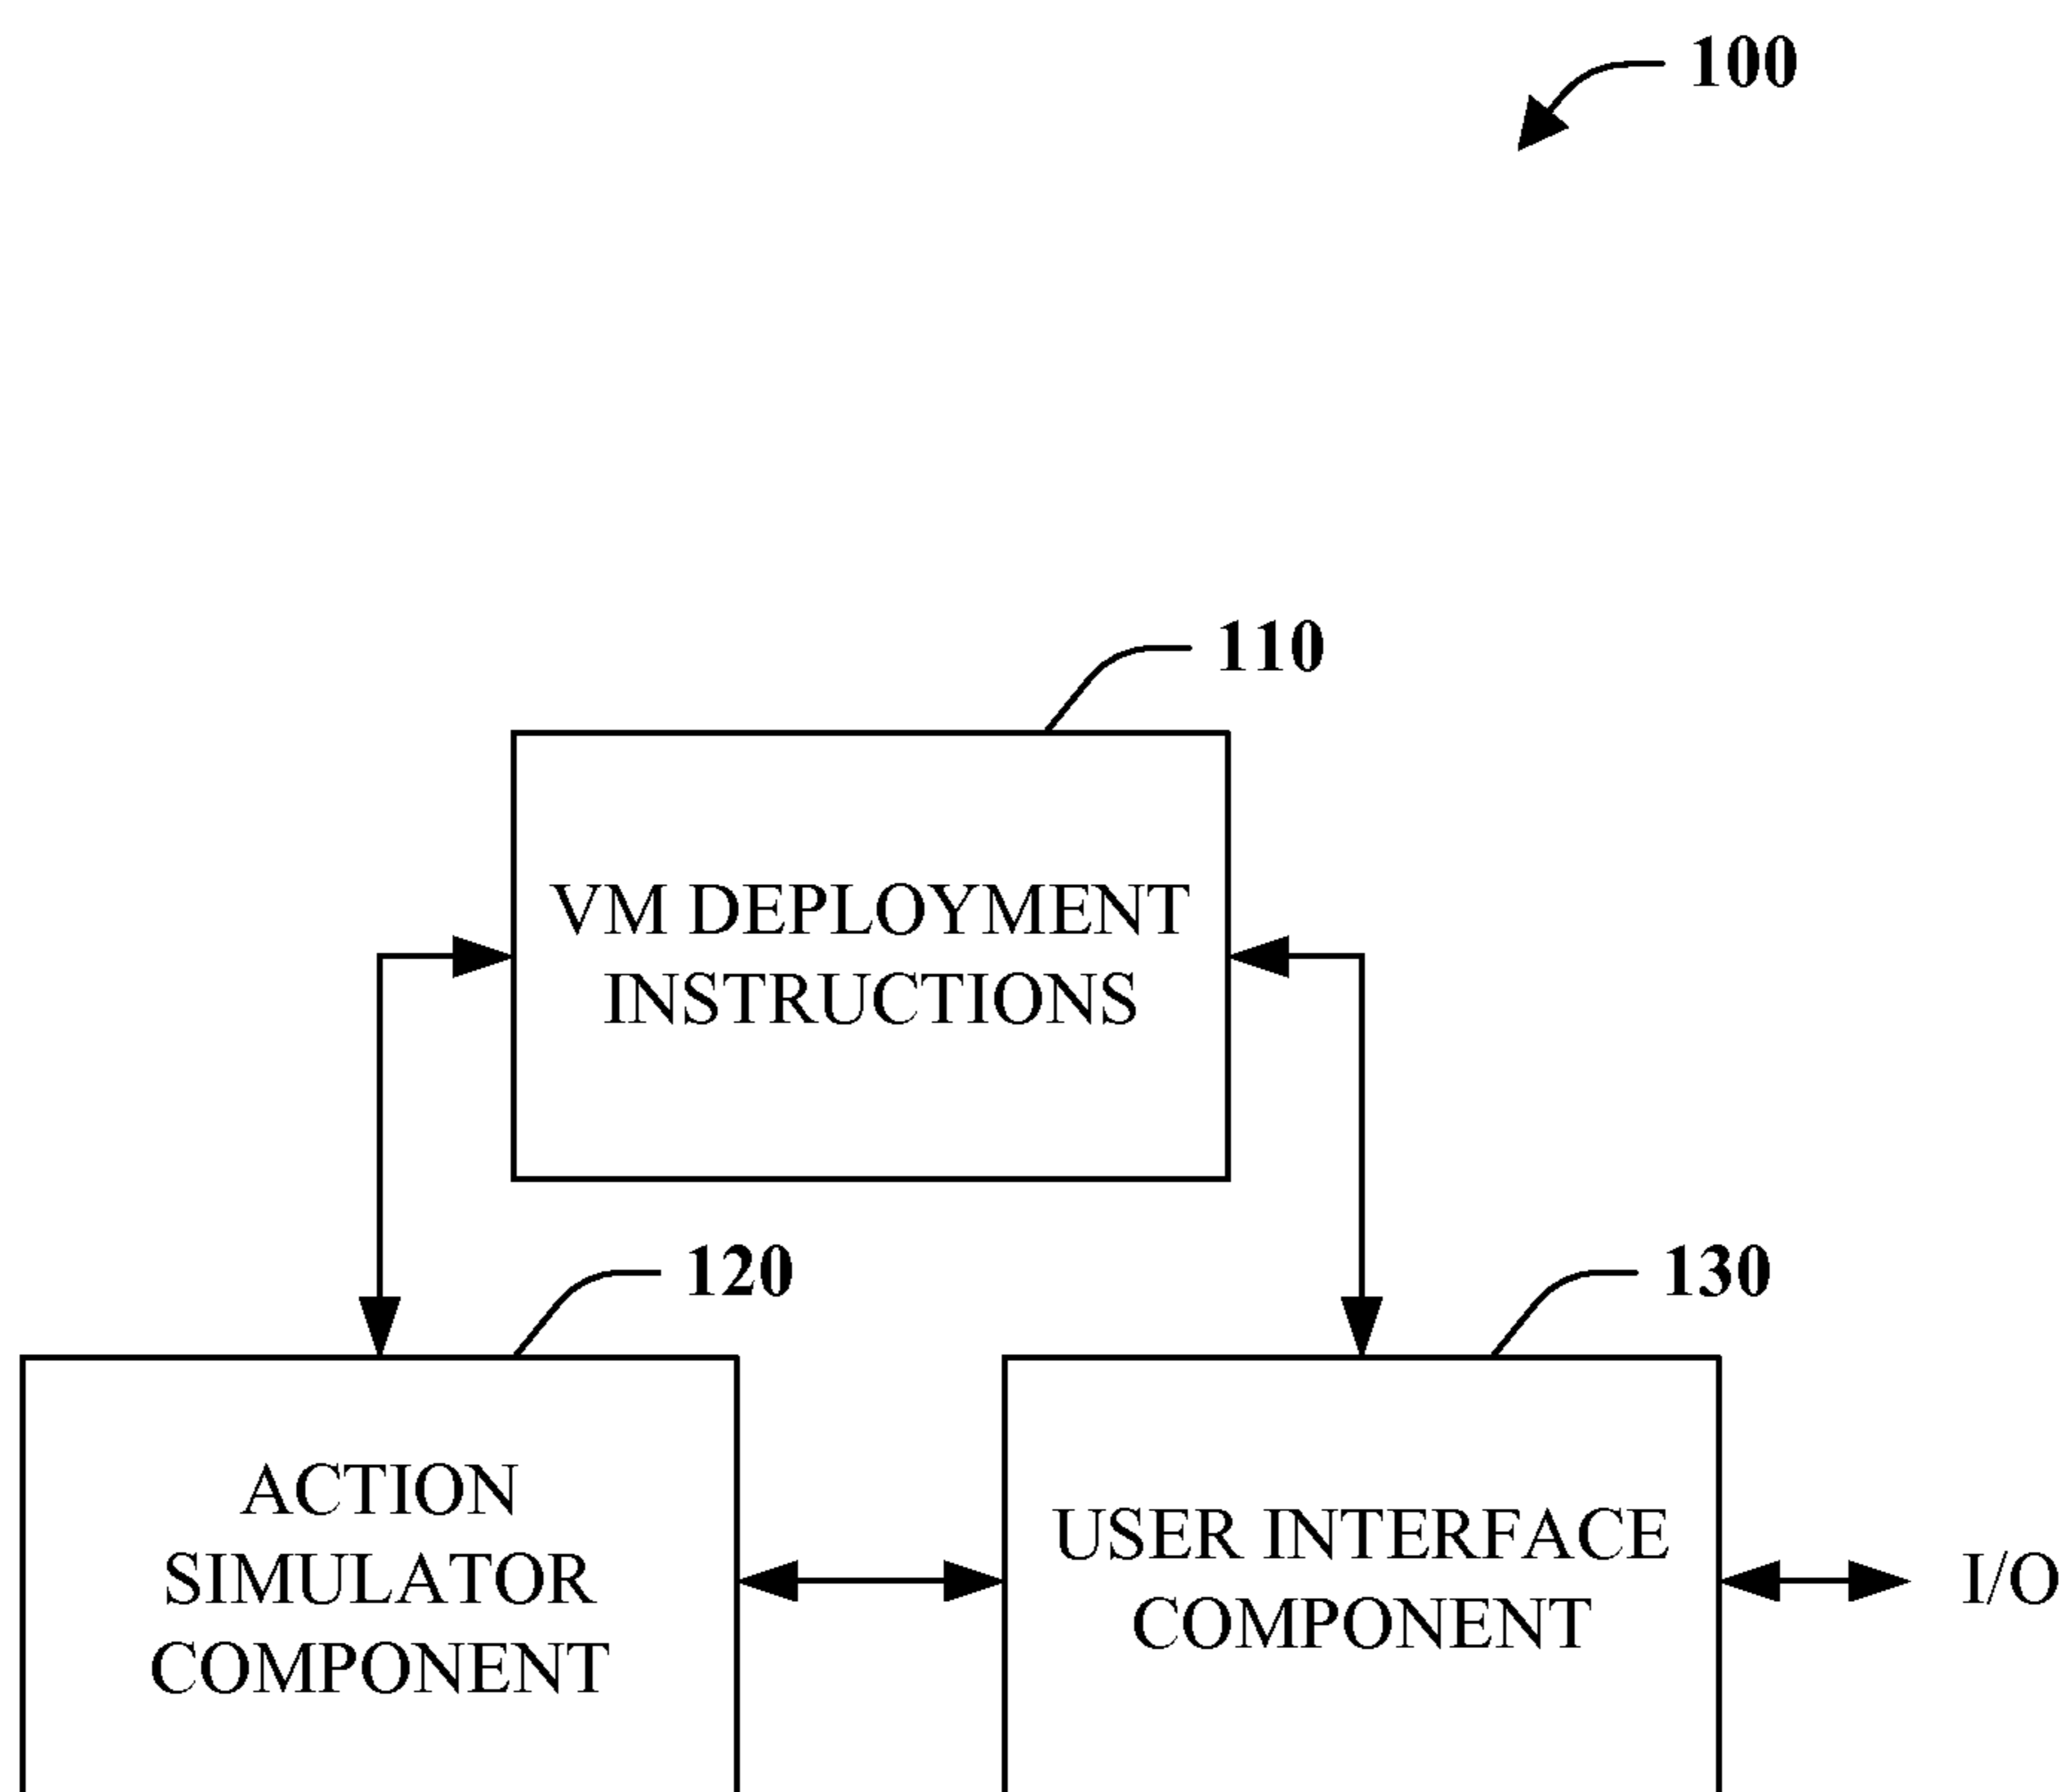 100
110
VM DEPLOYMENT
INSTRUCTIONS
120
130
ACTION
SIMULATOR
COMPONENT
USER INTERFACE
COMPONENT
I/O